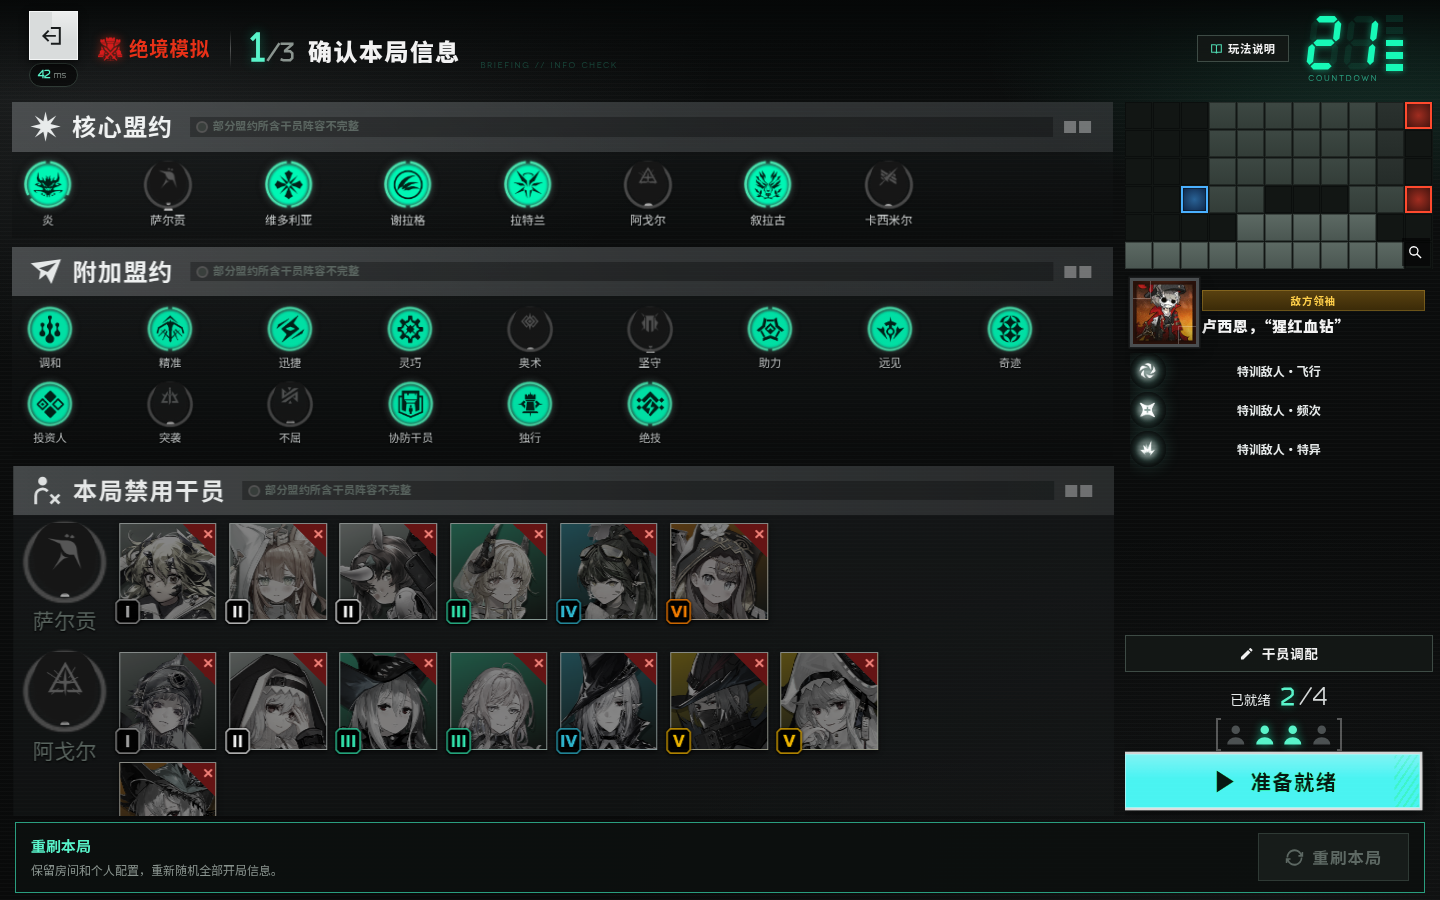 绝境模拟
1/3 确认本局信息
BRIEFING // INFO CHECK
玩法说明
21
COUNTDOWN
42 ms
核心盟约
部分盟约所含干员阵容不完整
炎 萨尔贡 维多利亚 谢拉格 拉特兰 阿戈尔 叙拉古 卡西米尔
附加盟约
部分盟约所含干员阵容不完整
调和 精准 迅捷 灵巧 奥术 坚守 助力 远见 奇迹
投资人 突袭 不屈 协防干员 独行 绝技
本局禁用干员
部分盟约所含干员阵容不完整
I II II III IV VI
萨尔贡
I II III III IV V V
阿戈尔
敌方领袖
卢西恩，“猩红血钻”
特训敌人·飞行
特训敌人·频次
特训敌人·特异
干员调配
已就绪 2/4
准备就绪
重刷本局
保留房间和个人配置，重新随机全部开局信息。
重刷本局